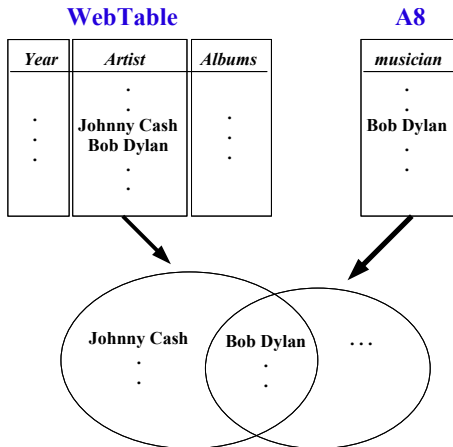 WebTable A8
Year Artist Albums musician
Johnny Cash
Bob Dylan Bob Dylan
Johnny Cash Bob Dylan ...